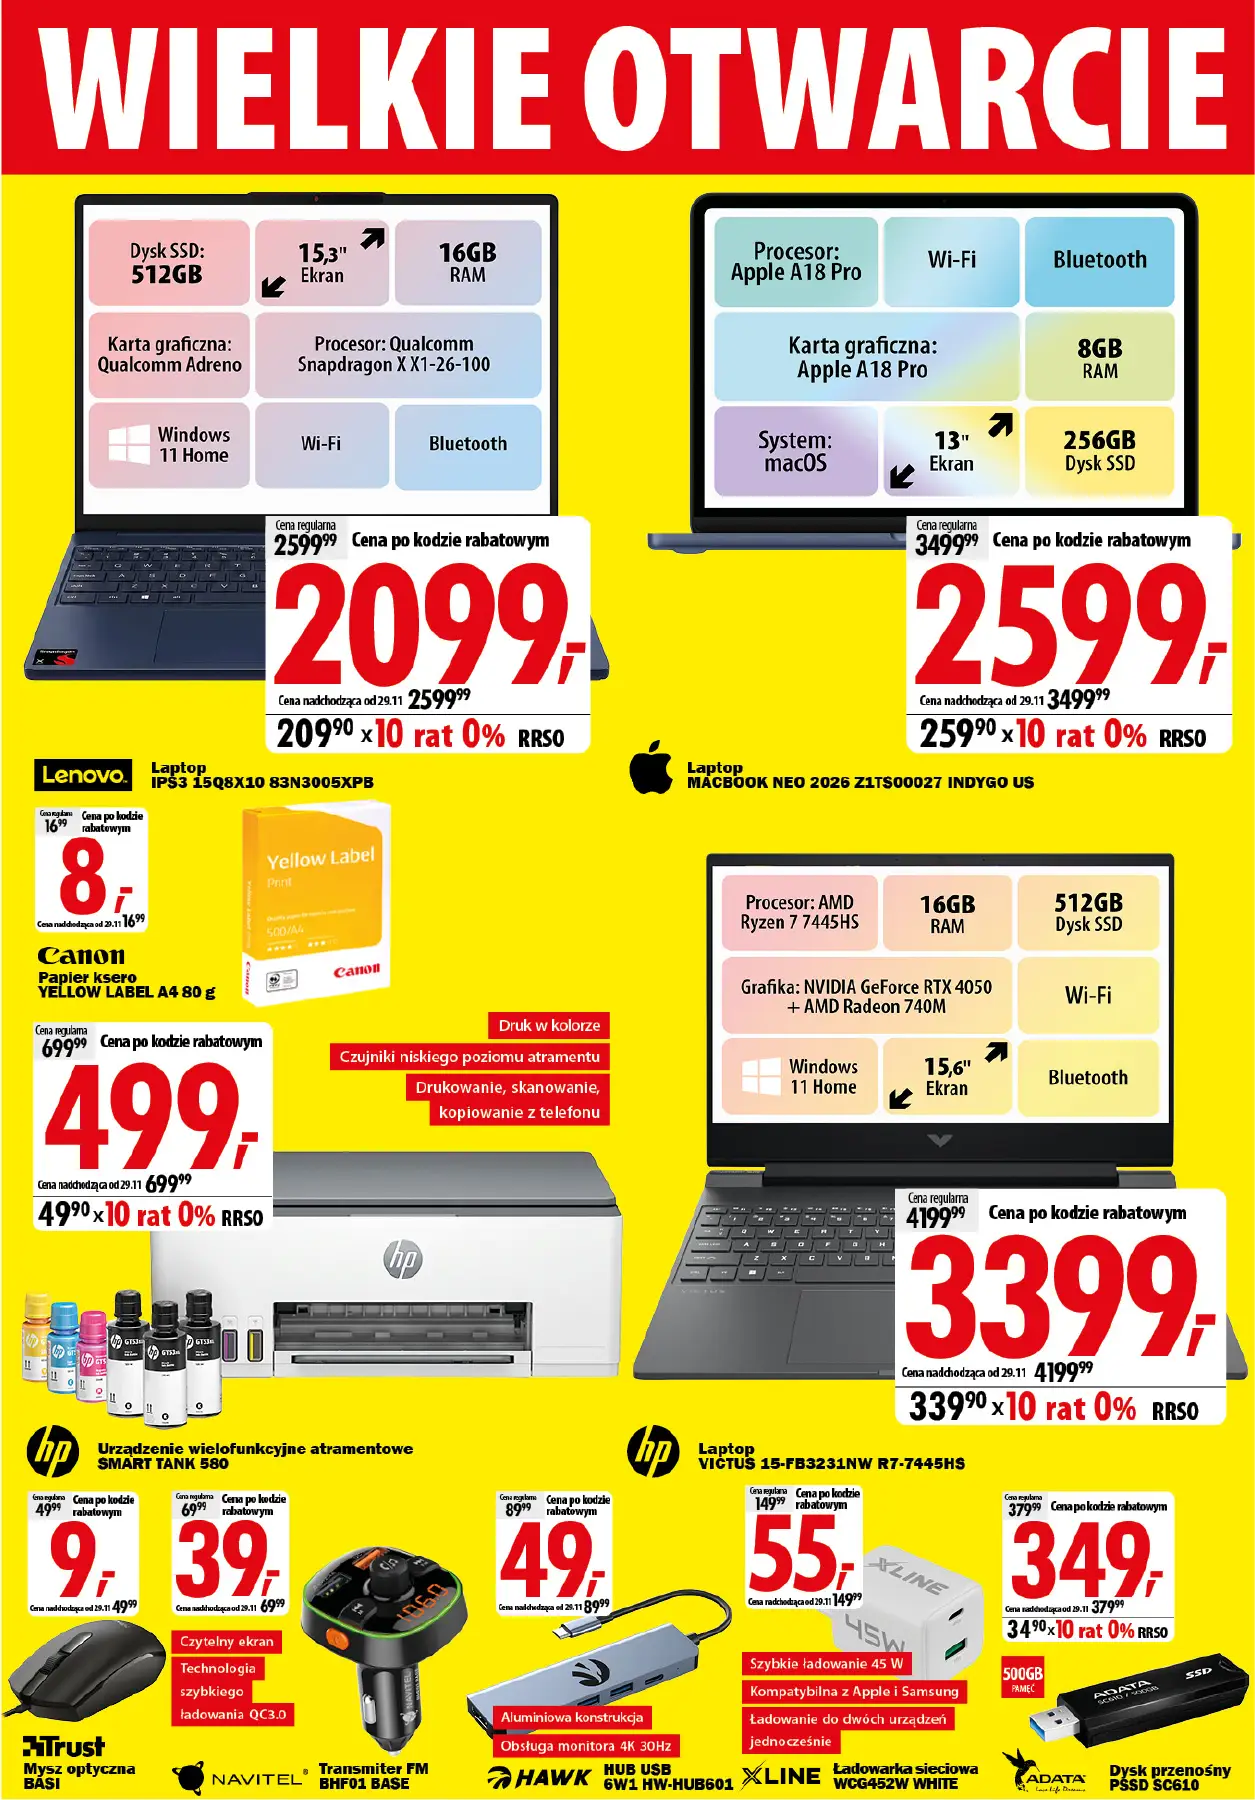 WIELKIE OTWARCIE
Dysk SSD:
512GB
15,3"
Ekran
16GB
RAM
Karta graficzna:
Qualcomm Adreno
Procesor: Qualcomm
Snapdragon X X1-26-100
Windows
11 Home
Wi-Fi
Bluetooth
Cena regularna
2599 99
Cena po kodzie rabatowym
2099,-
Cena nadchodząca od 29.11 2599 99
209 90 x 10 rat 0% RRSO
Lenovo
Laptop
IPS3 15Q8X10 83N3005XPB
Procesor:
Apple A18 Pro
Wi-Fi
Bluetooth
Karta graficzna:
Apple A18 Pro
8GB
RAM
System:
macOS
13"
Ekran
256GB
Dysk SSD
Cena regularna
3499 99
Cena po kodzie rabatowym
2599,-
Cena nadchodząca od 29.11 3499 99
259 90 x 10 rat 0% RRSO
Laptop
MACBOOK NEO 2026 Z1TS00027 INDYGO US
Cena regularna
16 99
Cena po kodzie
rabatowym
8,-
Cena nadchodząca od 29.11 16 99
Canon
Papier ksero
YELLOW LABEL A4 80 g
Yellow Label
Print
500/A4
Canon
Canon
Cena regularna
699 99
Cena po kodzie rabatowym
499,-
Cena nadchodząca od 29.11 699 99
49 90 x 10 rat 0% RRSO
Druk w kolorze
Czujniki niskiego poziomu atramentu
Drukowanie, skanowanie,
kopiowanie z telefonu
hp
hp
Urządzenie wielofunkcyjne atramentowe
SMART TANK 580
Procesor: AMD
Ryzen 7 7445HS
16GB
RAM
512GB
Dysk SSD
Grafika: NVIDIA GeForce RTX 4050
+ AMD Radeon 740M
Wi-Fi
Windows
11 Home
15,6"
Ekran
Bluetooth
VICTUS
Cena regularna
4199 99
Cena po kodzie rabatowym
3399,-
Cena nadchodząca od 29.11 4199 99
339 90 x 10 rat 0% RRSO
hp
Laptop
VICTUS 15-FB3231NW R7-7445HS
Cena regularna
49 99
Cena po kodzie
rabatowym
9,-
Cena nadchodząca od 29.11 49 99
Trust
Mysz optyczna
BASI
Cena regularna
69 99
Cena po kodzie
rabatowym
39,-
Cena nadchodząca od 29.11 69 99
Czytelny ekran
Technologia
szybkiego
ładowania QC3.0
NAVITEL
NAVITEL®
Transmiter FM
BHF01 BASE
Cena regularna
89 99
Cena po kodzie
rabatowym
49,-
Cena nadchodząca od 29.11 89 99
Aluminiowa konstrukcja
Obsługa monitora 4K 30Hz
HAWK
HUB USB
6W1 HW-HUB601
Cena regularna
149 99
Cena po kodzie
rabatowym
55,-
Cena nadchodząca od 29.11 149 99
XLINE
45W
Szybkie ładowanie 45 W
Kompatybilna z Apple i Samsung
Ładowanie do dwóch urządzeń
jednocześnie
XLINE
Ładowarka sieciowa
WCG452W WHITE
Cena regularna
379 99
Cena po kodzie rabatowym
349,-
Cena nadchodząca od 29.11 379 99
34 90 x 10 rat 0% RRSO
500GB
PAMIĘĆ
ADATA
SC610 / 500GB
SSD
ADATA
Dysk przenośny
PSSD SC610